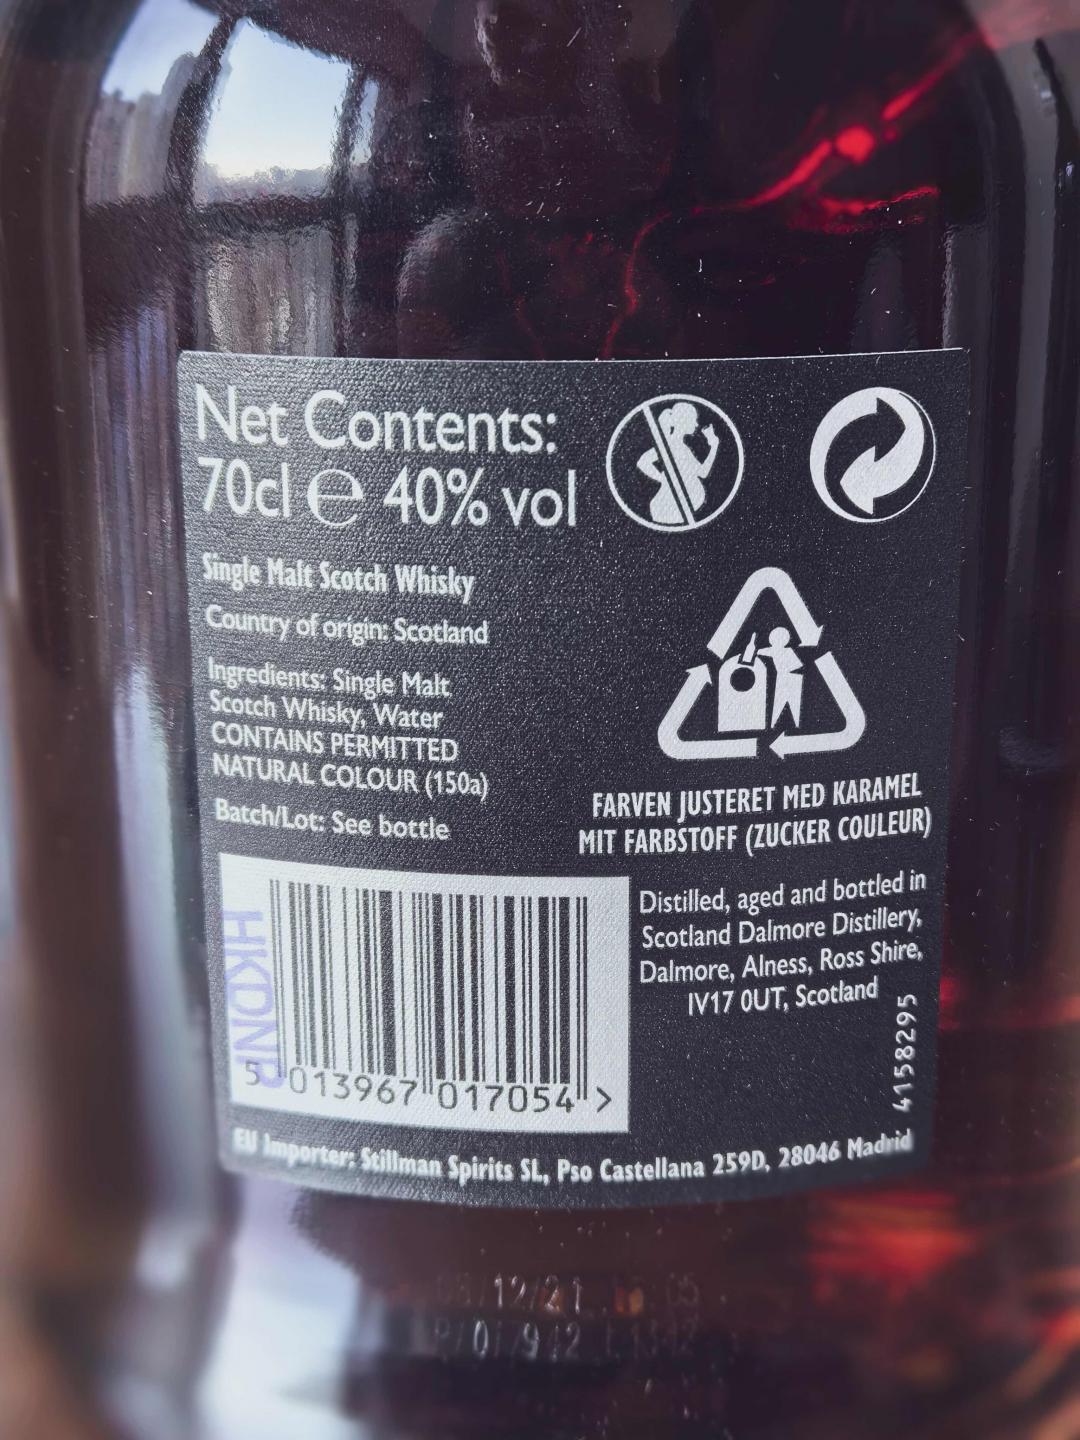 Net Contents:
70cl e 40% vol
Single Malt Scotch Whisky
Country of origin: Scotland
Ingredients: Single Malt
Scotch Whisky, Water
CONTAINS PERMITTED
NATURAL COLOUR (150a)
Batch/Lot: See bottle
FARVEN JUSTERET MED KARAMEL
MIT FARBSTOFF (ZUCKER COULEUR)
Distilled, aged and bottled in
Scotland Dalmore Distillery,
Dalmore, Alness, Ross Shire,
IV17 0UT, Scotland
4158295
HKDNP
5 013967 017054 >
EU Importer: Stillman Spirits SL, Pso Castellana 259D, 28046 Madrid
/12/21